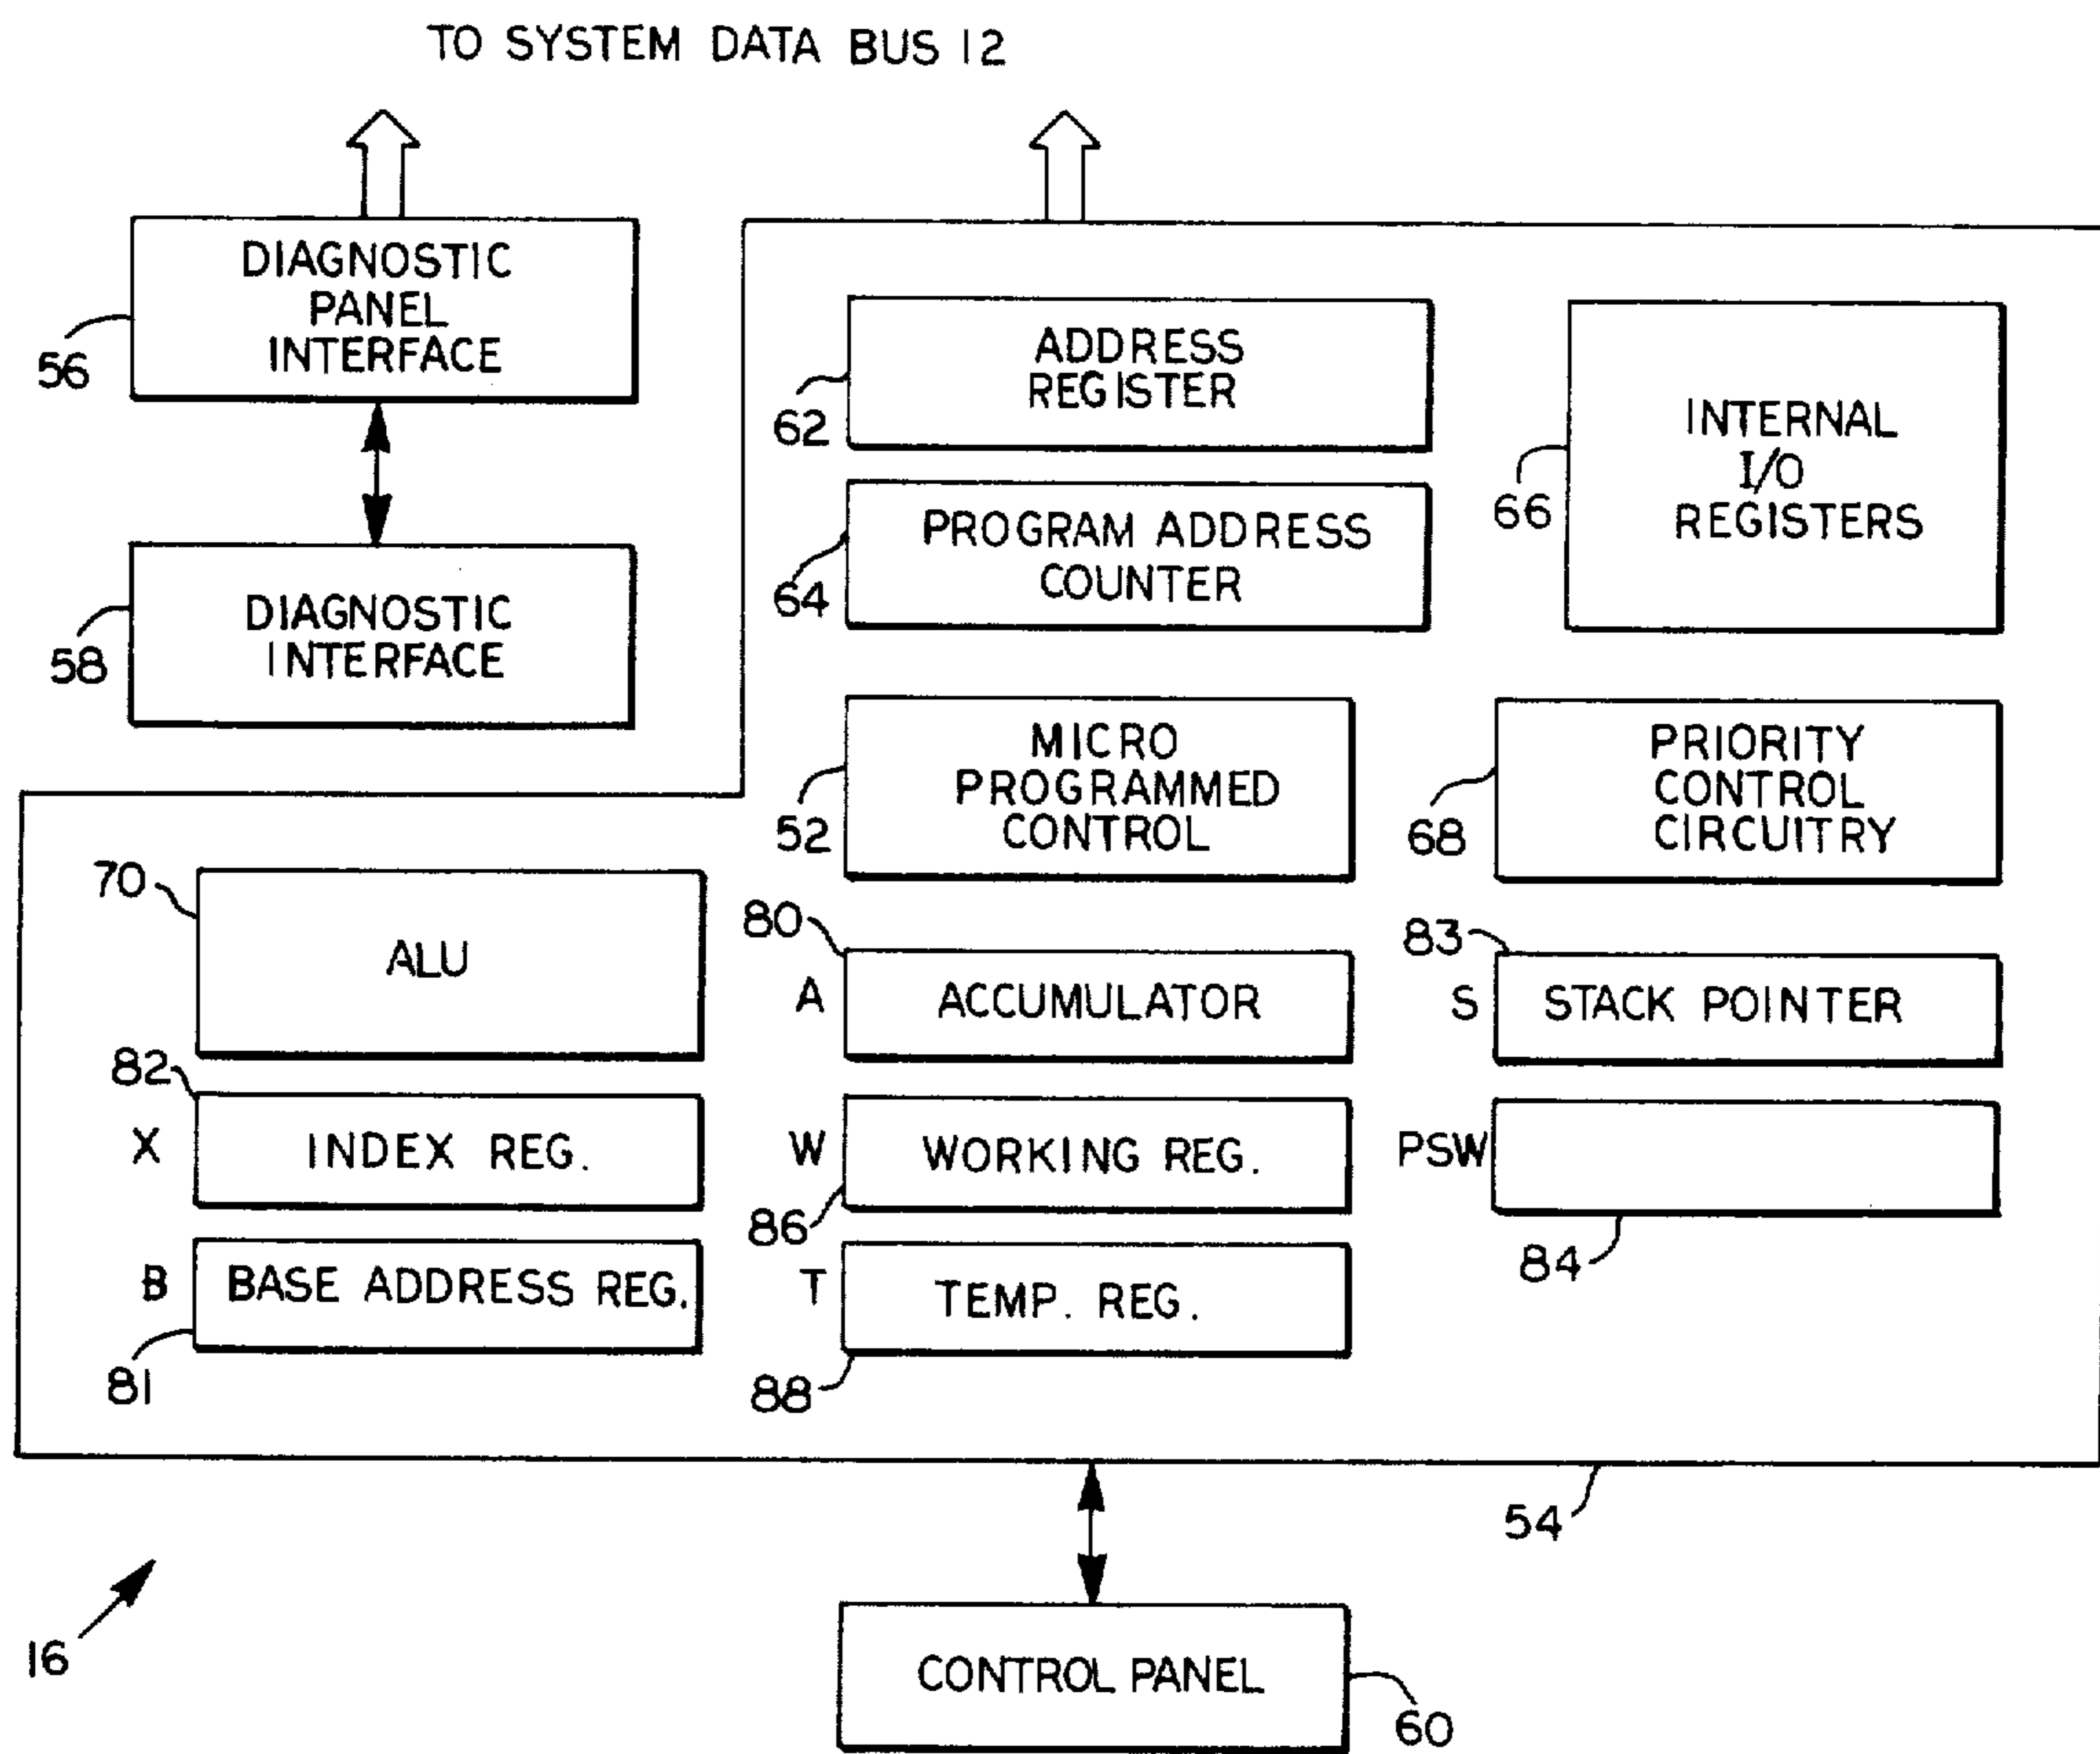 TO SYSTEM DATA BUS 12
DIAGNOSTIC
PANEL
INTERFACE
56
DIAGNOSTIC
INTERFACE
58
ADDRESS
REGISTER
62
PROGRAM ADDRESS
COUNTER
64
INTERNAL
I/O
REGISTERS
66
MICRO
PROGRAMMED
CONTROL
52
PRIORITY
CONTROL
CIRCUITRY
68
70
ALU
80
A
ACCUMULATOR
83
S
STACK POINTER
82
X
INDEX REG.
W
WORKING REG.
86
PSW
84
B
BASE ADDRESS REG.
81
T
TEMP. REG.
88
54
16
CONTROL PANEL
60